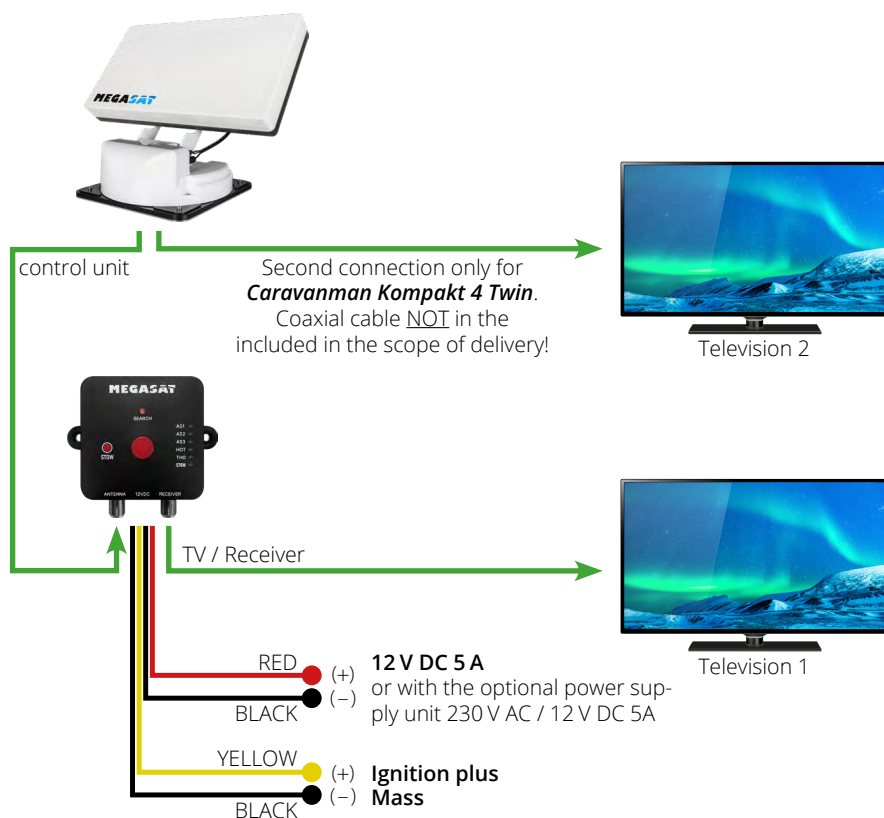 MEGASAT
control unit
Second connection only for
Caravanman Kompakt 4 Twin.
Coaxial cable NOT in the
included in the scope of delivery!
Television 2
MEGASAT
SEARCH
AS1
AS2
AS3
HOT
THO
STOW
STOW
ANTENNA 12VDC RECEIVER
TV / Receiver
Television 1
RED (+) 12 V DC 5 A
or with the optional power sup-
BLACK (−) ply unit 230 V AC / 12 V DC 5A
YELLOW (+) Ignition plus
BLACK (−) Mass